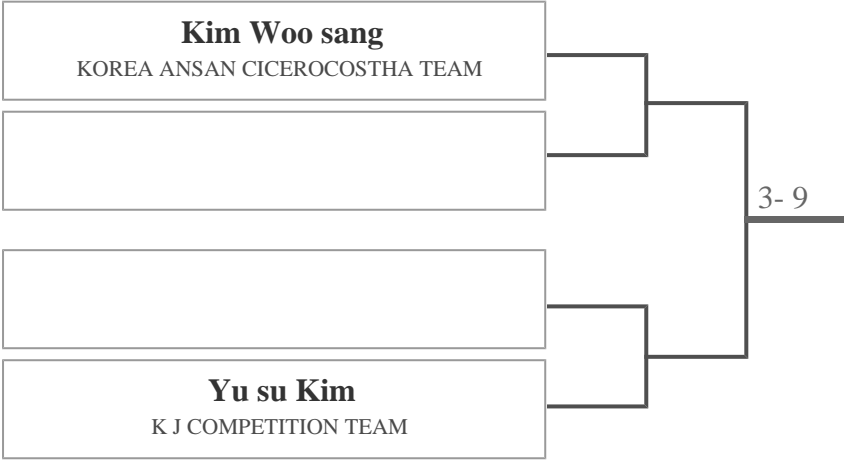 Kim Woo sang
KOREA ANSAN CICEROCOSTHA TEAM
3- 9
Yu su Kim
K J COMPETITION TEAM